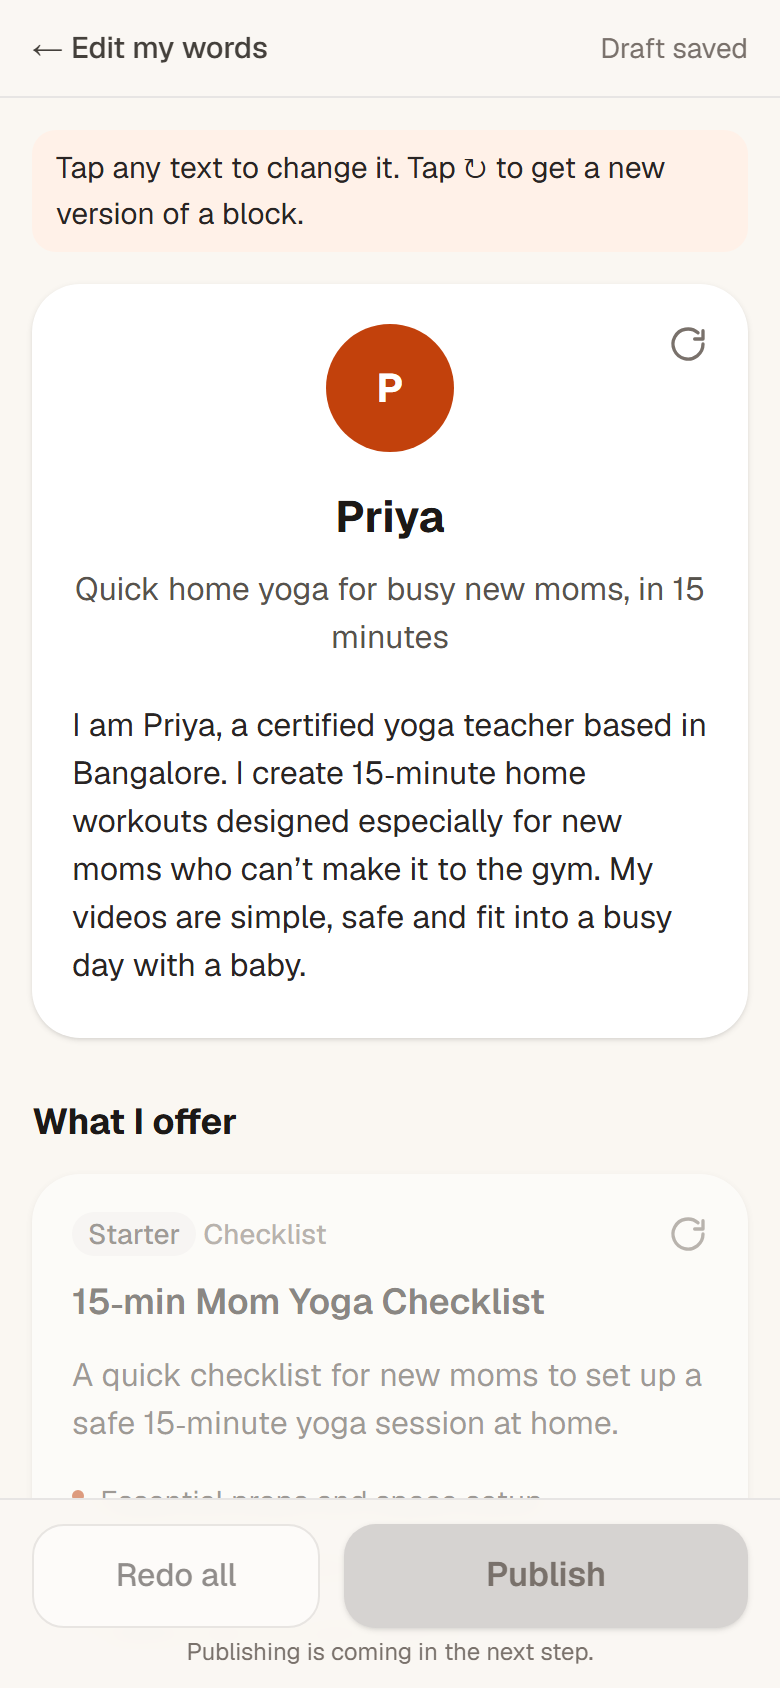 ← Edit my words
Draft saved
Tap any text to change it. Tap ↻ to get a new
version of a block.
P
Priya
Quick home yoga for busy new moms, in 15
minutes
I am Priya, a certified yoga teacher based in
Bangalore. I create 15-minute home
workouts designed especially for new
moms who can’t make it to the gym. My
videos are simple, safe and fit into a busy
day with a baby.
What I offer
Starter Checklist
15-min Mom Yoga Checklist
A quick checklist for new moms to set up a
safe 15-minute yoga session at home.
Essential props and space setup
Redo all
Publish
Publishing is coming in the next step.